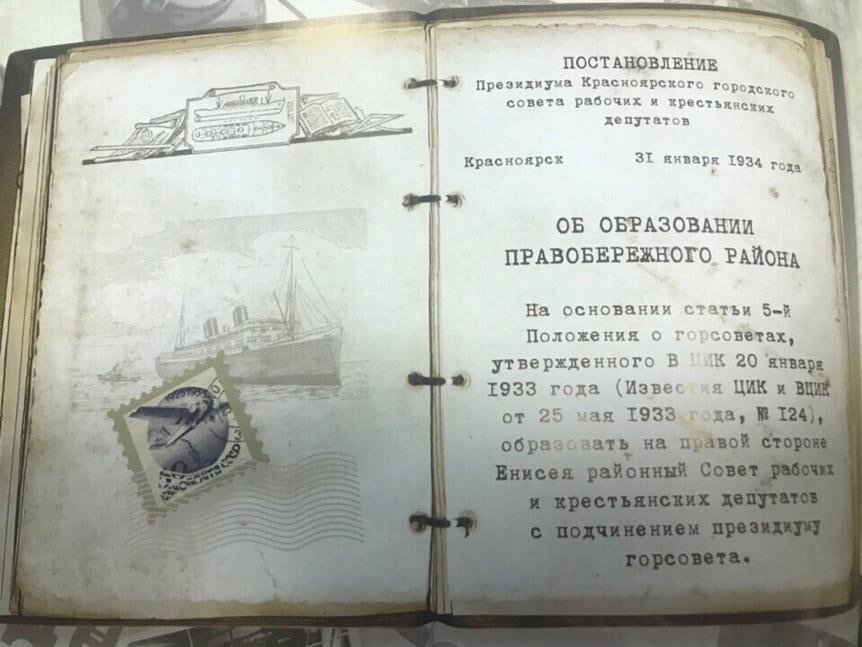 ПОСТАНОВЛЕНИЕ
Президиума Красноярского городского
совета рабочих и крестьянских
депутатов
Красноярск 31 января 1934 года
ОБ ОБРАЗОВАНИИ
ПРАВОБЕРЕЖНОГО РАЙОНА
На основании статьи 5-й
Положения о горсоветах,
утвержденного В ЦИК 20 января
1933 года (Известия ЦИК и ВЦИК
от 25 мая 1933 года, № 124),
образовать на правой стороне
Енисея районный Совет рабочих
и крестьянских депутатов
с подчинением президиуму
горсовета.